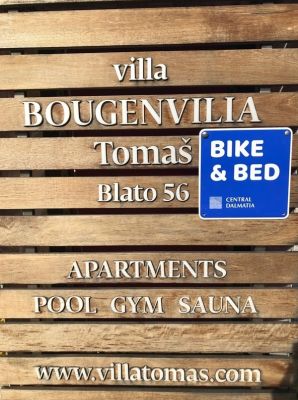 villa
BOUGENVILIA
Tomaš
Blato 56
BIKE
& BED
CENTRAL
DALMATIA
APARTMENTS
POOL GYM SAUNA
www.villatomas.com